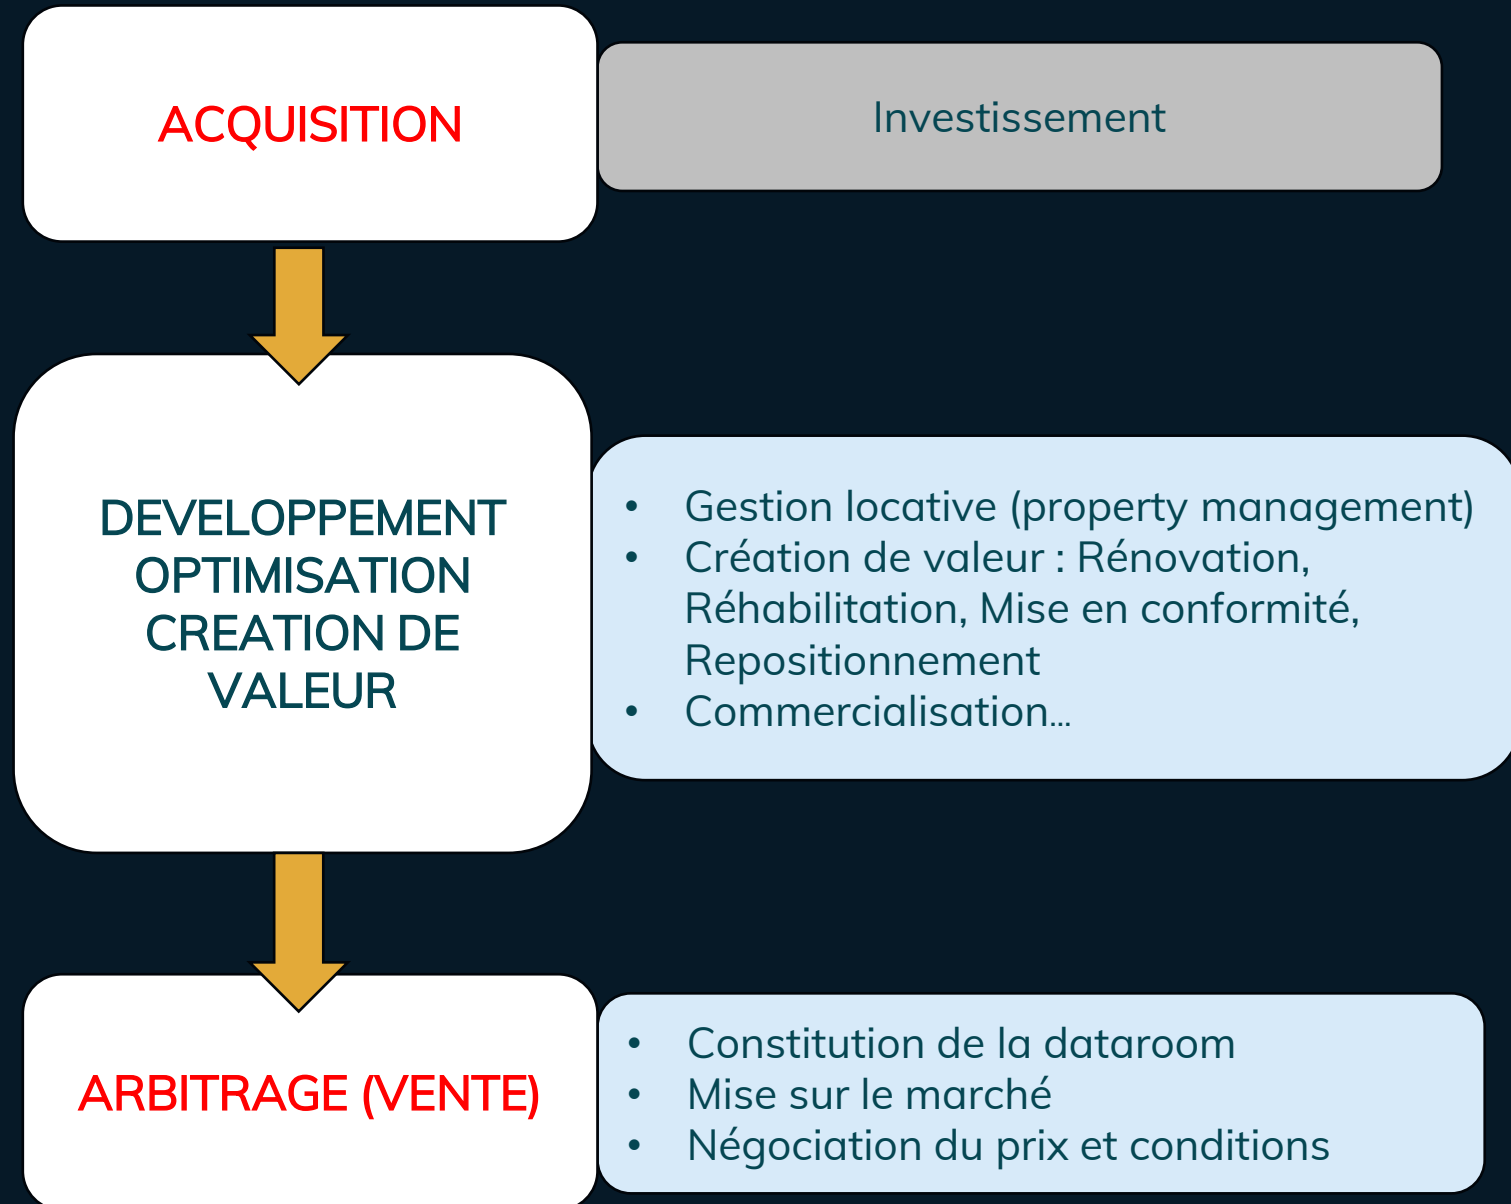 ACQUISITION
Investissement
DEVELOPPEMENT
OPTIMISATION
CREATION DE
VALEUR
• Gestion locative (property management)
• Création de valeur : Rénovation,
Réhabilitation, Mise en conformité,
Repositionnement
• Commercialisation...
ARBITRAGE (VENTE)
• Constitution de la dataroom
• Mise sur le marché
• Négociation du prix et conditions